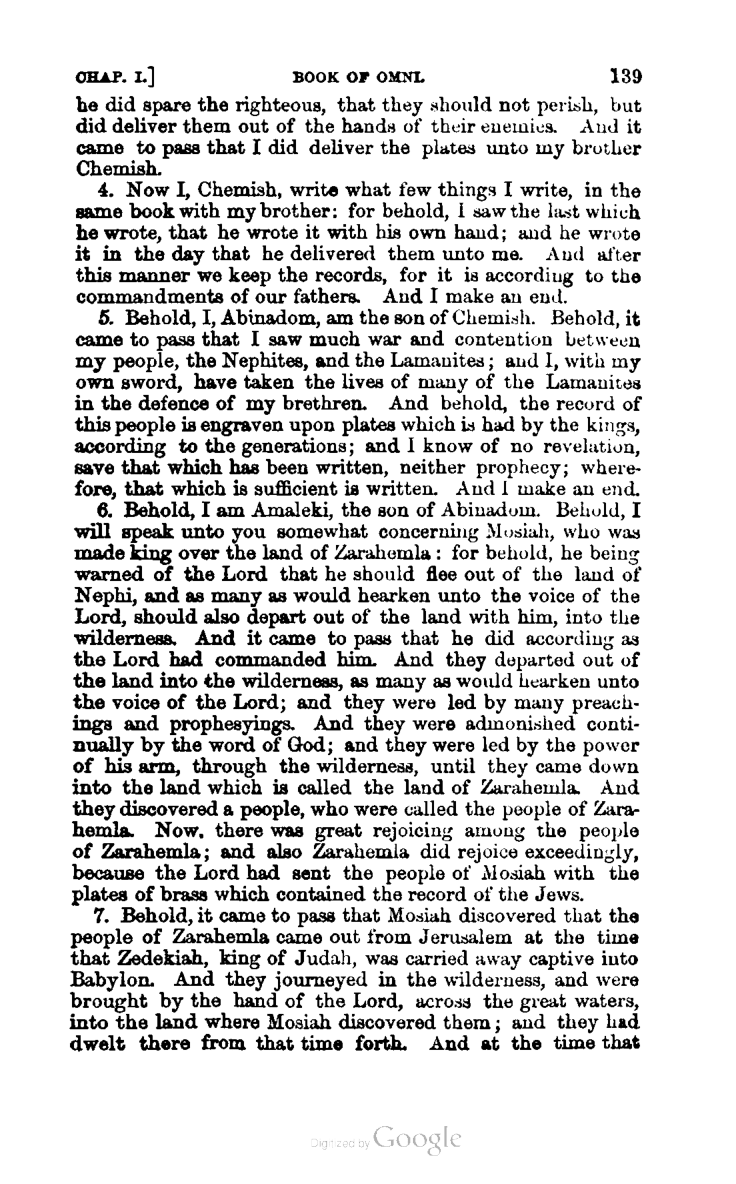 CHAP. I.] BOOK OF OMNI. 139
he did spare the righteous, that they should not perish, but
did deliver them out of the hands of their enemies. And it
came to pass that I did deliver the plates unto my brother
Chemish.
4. Now I, Chemish, write what few things I write, in the
same book with my brother: for behold, I saw the last which
he wrote, that he wrote it with his own hand; and he wrote
it in the day that he delivered them unto me. And after
this manner we keep the records, for it is according to the
commandments of our fathers. And I make an end.
5. Behold, I, Abinadom, am the son of Chemish. Behold, it
came to pass that I saw much war and contention between
my people, the Nephites, and the Lamanites; and I, with my
own sword, have taken the lives of many of the Lamanites
in the defence of my brethren. And behold, the record of
this people is engraven upon plates which is had by the kings,
according to the generations; and I know of no revelation,
save that which has been written, neither prophecy; where-
fore, that which is sufficient is written. And I make an end.
6. Behold, I am Amaleki, the son of Abinadom. Behold, I
will speak unto you somewhat concerning Mosiah, who was
made king over the land of Zarahemla: for behold, he being
warned of the Lord that he should flee out of the land of
Nephi, and as many as would hearken unto the voice of the
Lord, should also depart out of the land with him, into the
wilderness. And it came to pass that he did according as
the Lord had commanded him. And they departed out of
the land into the wilderness, as many as would hearken unto
the voice of the Lord; and they were led by many preach-
ings and prophesyings. And they were admonished conti-
nually by the word of God; and they were led by the power
of his arm, through the wilderness, until they came down
into the land which is called the land of Zarahemla. And
they discovered a people, who were called the people of Zara-
hemla. Now, there was great rejoicing among the people
of Zarahemla; and also Zarahemla did rejoice exceedingly,
because the Lord had sent the people of Mosiah with the
plates of brass which contained the record of the Jews.
7. Behold, it came to pass that Mosiah discovered that the
people of Zarahemla came out from Jerusalem at the time
that Zedekiah, king of Judah, was carried away captive into
Babylon. And they journeyed in the wilderness, and were
brought by the hand of the Lord, across the great waters,
into the land where Mosiah discovered them; and they had
dwelt there from that time forth. And at the time that
Digitized by Google